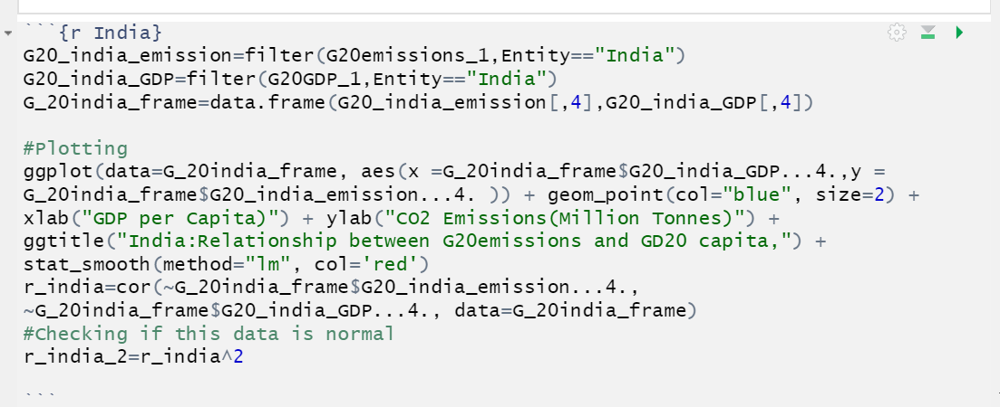 ```{r India}
G20_india_emission=filter(G20emissions_1,Entity=="India")
G20_india_GDP=filter(G20GDP_1,Entity=="India")
G_20india_frame=data.frame(G20_india_emission[,4],G20_india_GDP[,4])
#Plotting
ggplot(data=G_20india_frame, aes(x =G_20india_frame$G20_india_GDP...4.,y =
G_20india_frame$G20_india_emission...4. )) + geom_point(col="blue", size=2) +
xlab("GDP per Capita)") + ylab("CO2 Emissions(Million Tonnes)") +
ggtitle("India:Relationship between G20emissions and GD20 capita,") +
stat_smooth(method="lm", col='red')
r_india=cor(~G_20india_frame$G20_india_emission...4.,
~G_20india_frame$G20_india_GDP...4., data=G_20india_frame)
#Checking if this data is normal
r_india_2=r_india^2
```